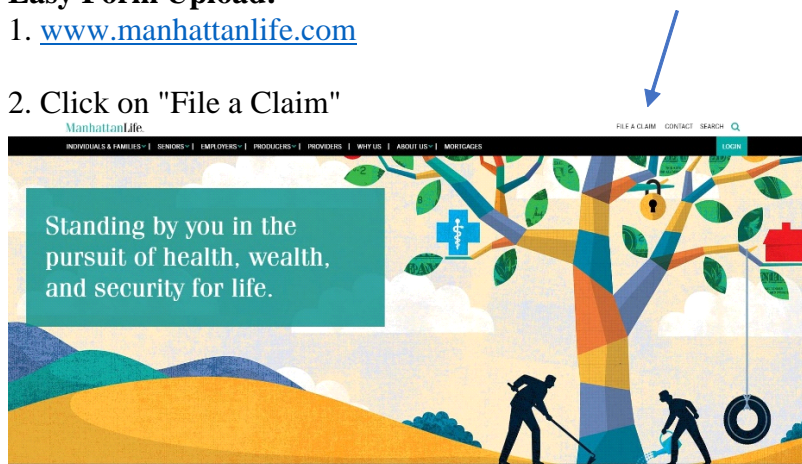 Easy Form Upload:
1. www.manhattanlife.com
2. Click on "File a Claim"
ManhattanLife.
FILE A CLAIM CONTACT SEARCH
INDIVIDUALS & FAMILIES | SENIORS | EMPLOYERS | PRODUCERS | PROVIDERS | WHY US | ABOUT US | MORTGAGES
LOGIN
Standing by you in the
pursuit of health, wealth,
and security for life.